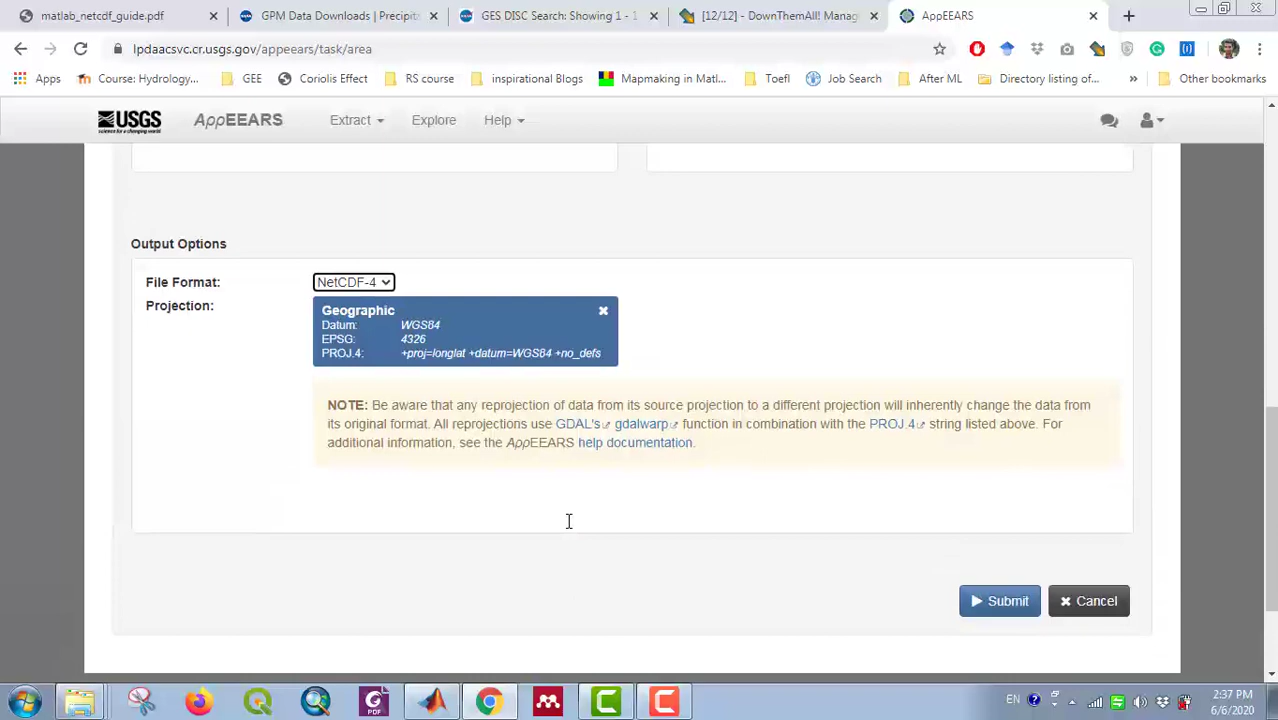 matlab_netcdf_guide.pdf
GPM Data Downloads | Precipit
GES DISC Search: Showing 1 - 1
[12/12] - DownThemAll! Manag
AppEEARS
lpdaacsvc.cr.usgs.gov/appeears/task/area
Apps
Course: Hydrology...
GEE
Coriolis Effect
RS course
inspirational Blogs
Mapmaking in Matl...
Toefl
Job Search
After ML
Directory listing of...
»
Other bookmarks
USGS
science for a changing world
AppEEARS
Extract
Explore
Help
Output Options
File Format:
NetCDF-4
Projection:
Geographic
Datum: WGS84
EPSG: 4326
PROJ.4: +proj=longlat +datum=WGS84 +no_defs
NOTE: Be aware that any reprojection of data from its source projection to a different projection will inherently change the data from
its original format. All reprojections use GDAL's gdalwarp function in combination with the PROJ.4 string listed above. For
additional information, see the AppEEARS help documentation.
Submit
Cancel
PDF
EN
2:37 PM
6/6/2020